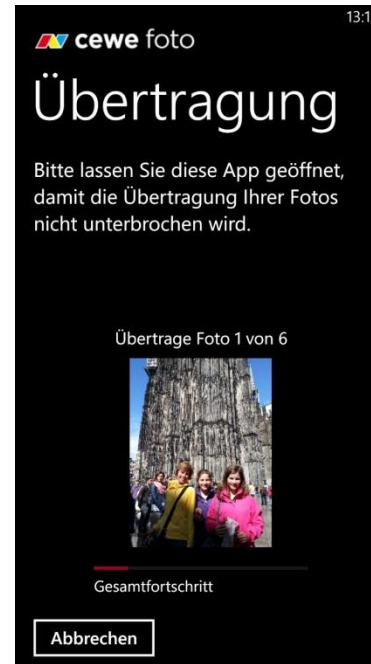 13:1
cewe foto
Übertragung
Bitte lassen Sie diese App geöffnet,
damit die Übertragung Ihrer Fotos
nicht unterbrochen wird.
Übertrage Foto 1 von 6
Gesamtfortschritt
Abbrechen